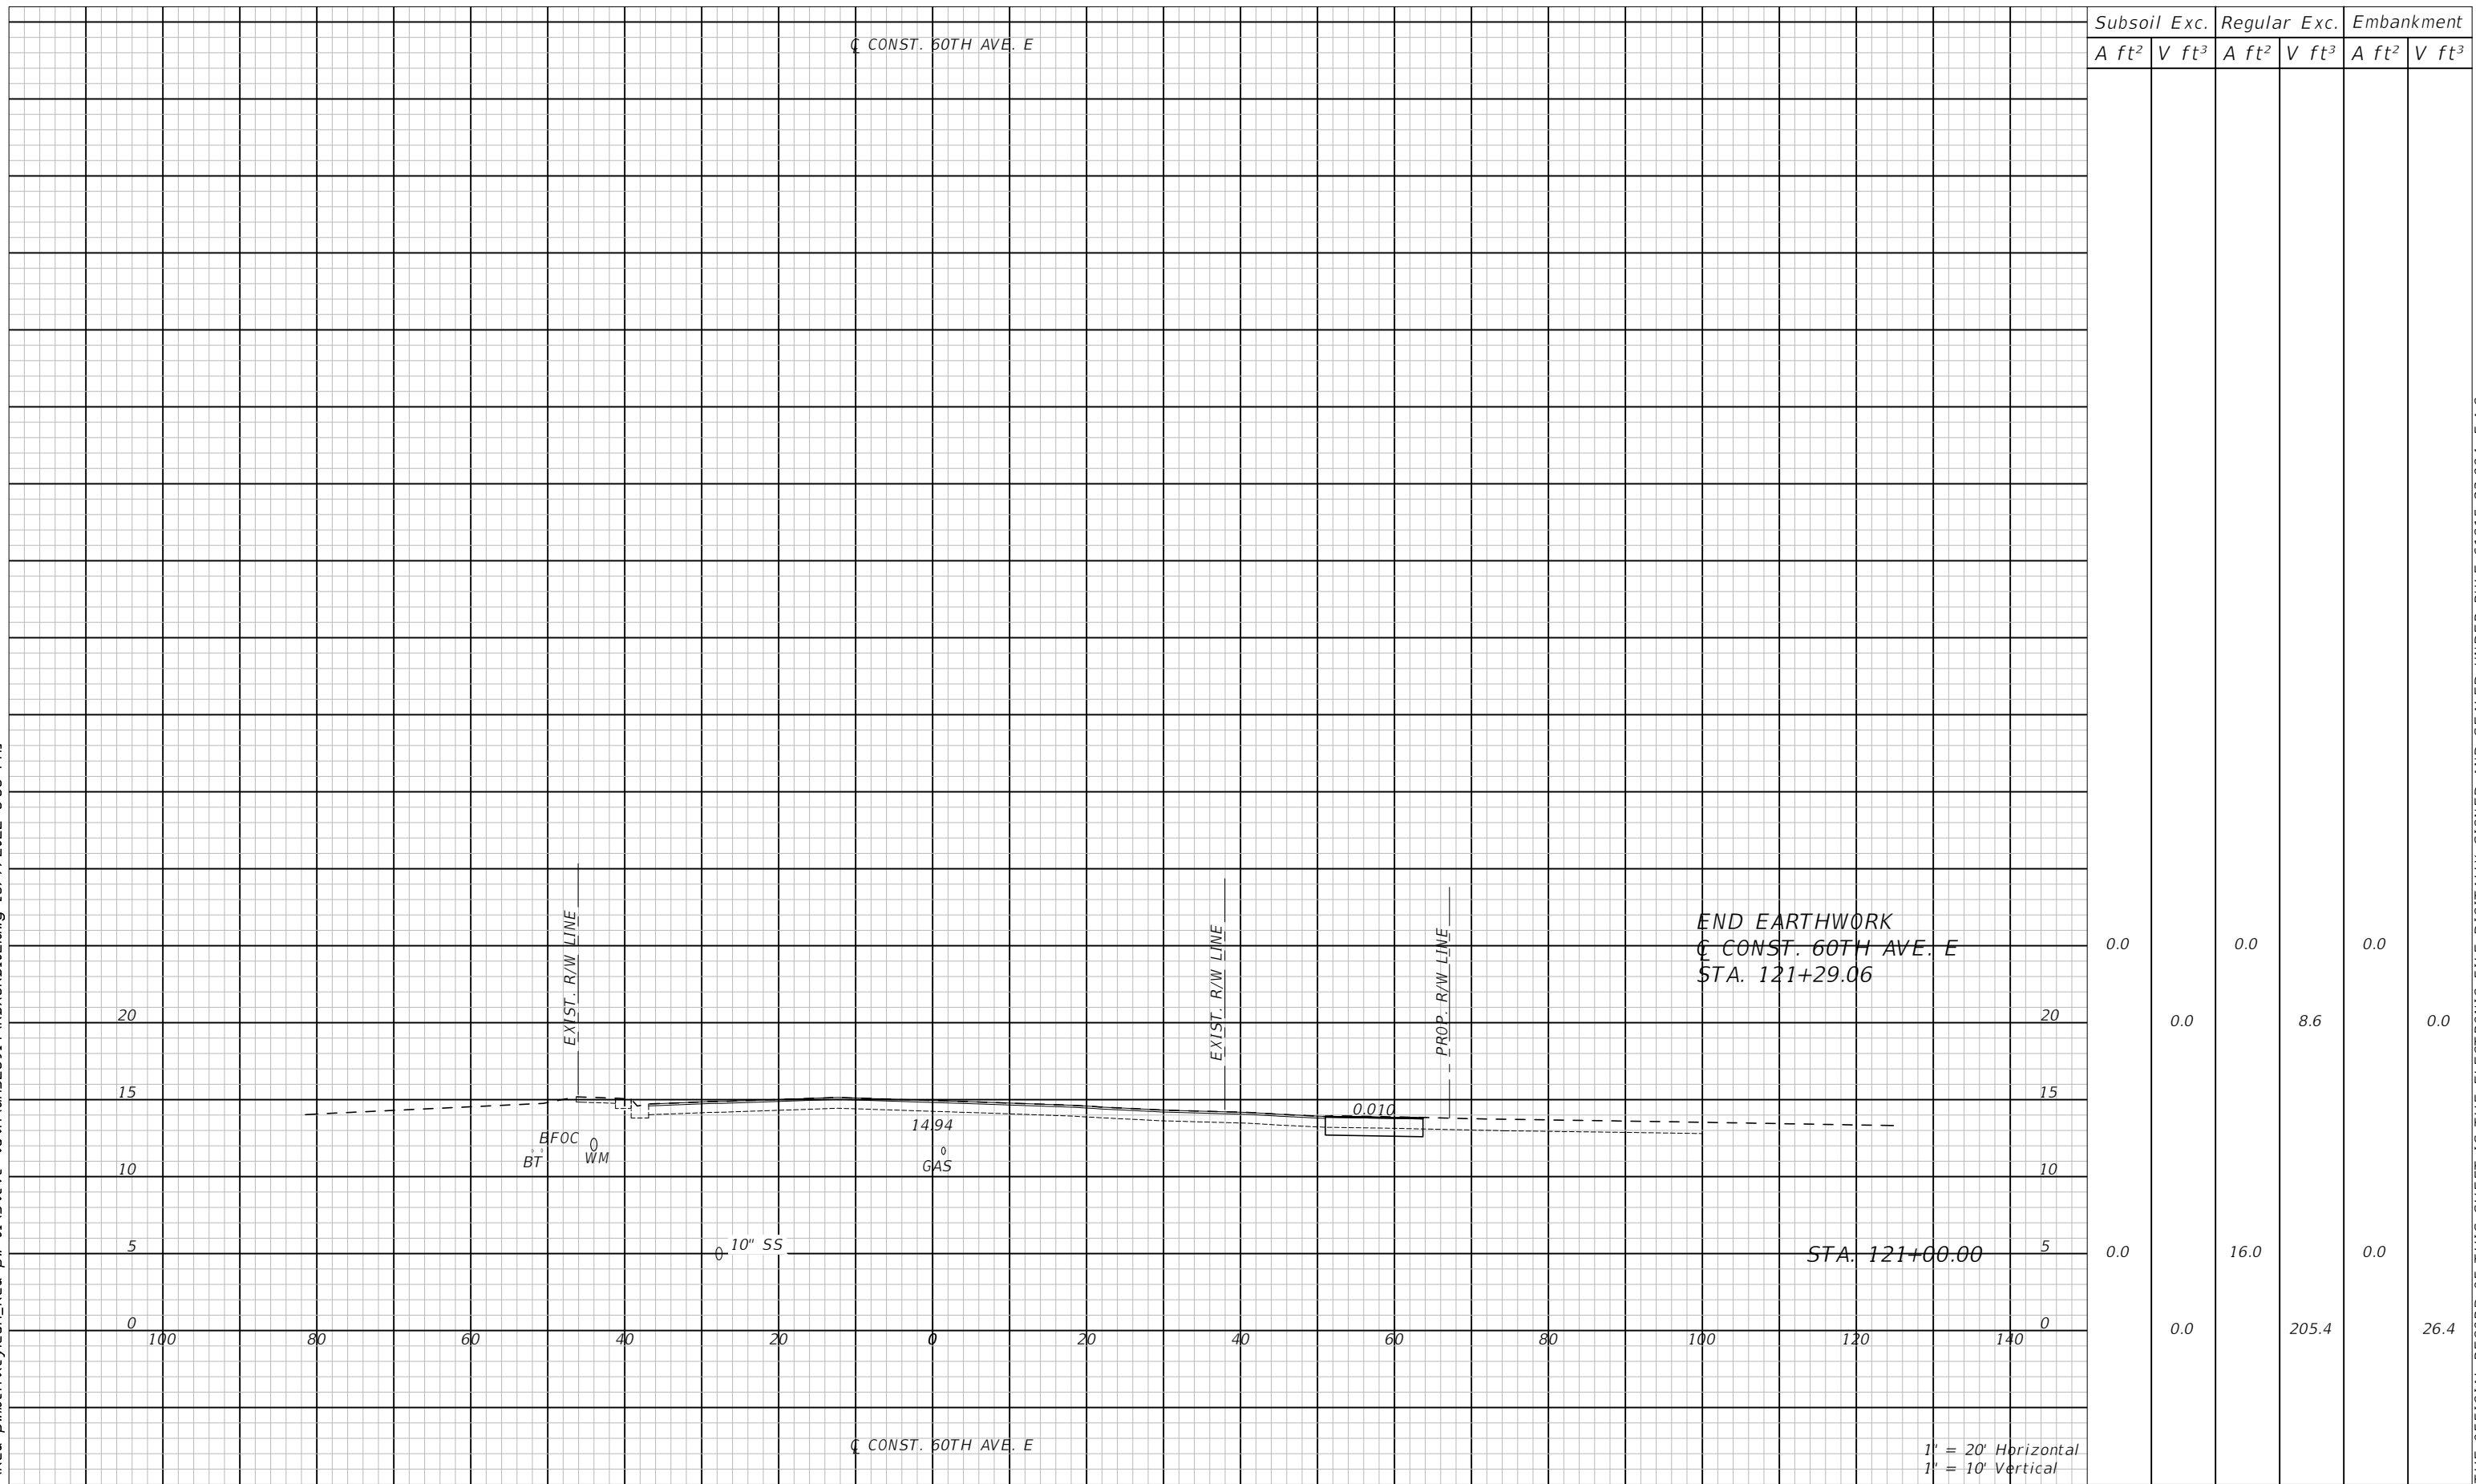 Subsoil Exc. Regular Exc. Embankment
A ft² V ft³ A ft² V ft³ A ft² V ft³
℄ CONST. 60TH AVE. E
EXIST. R/W LINE
EXIST. R/W LINE
PROP. R/W LINE
END EARTHWORK
℄ CONST. 60TH AVE. E
STA. 121+29.06
0.0 0.0 0.0
20 20
0.0 8.6 0.0
15 15
0.010
14.94
BFOC
BT
WM
GAS
10 10
10" SS
5 5
STA. 121+00.00
0.0 16.0 0.0
0 0
100 80 60 40 20 0 20 40 60 80 100 120 140
0.0 205.4 26.4
℄ CONST. 60TH AVE. E
1" = 20' Horizontal
1" = 10' Vertical